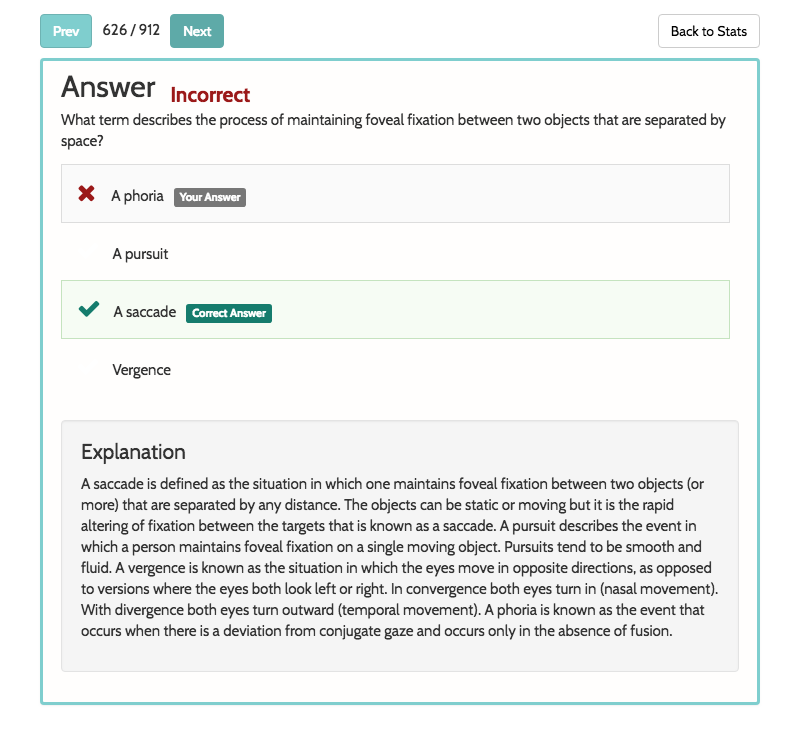 Prev 626 / 912 Next Back to Stats
Answer Incorrect
What term describes the process of maintaining foveal fixation between two objects that are separated by
space?
A phoria Your Answer
A pursuit
A saccade Correct Answer
Vergence
Explanation
A saccade is defined as the situation in which one maintains foveal fixation between two objects (or
more) that are separated by any distance. The objects can be static or moving but it is the rapid
altering of fixation between the targets that is known as a saccade. A pursuit describes the event in
which a person maintains foveal fixation on a single moving object. Pursuits tend to be smooth and
fluid. A vergence is known as the situation in which the eyes move in opposite directions, as opposed
to versions where the eyes both look left or right. In convergence both eyes turn in (nasal movement).
With divergence both eyes turn outward (temporal movement). A phoria is known as the event that
occurs when there is a deviation from conjugate gaze and occurs only in the absence of fusion.